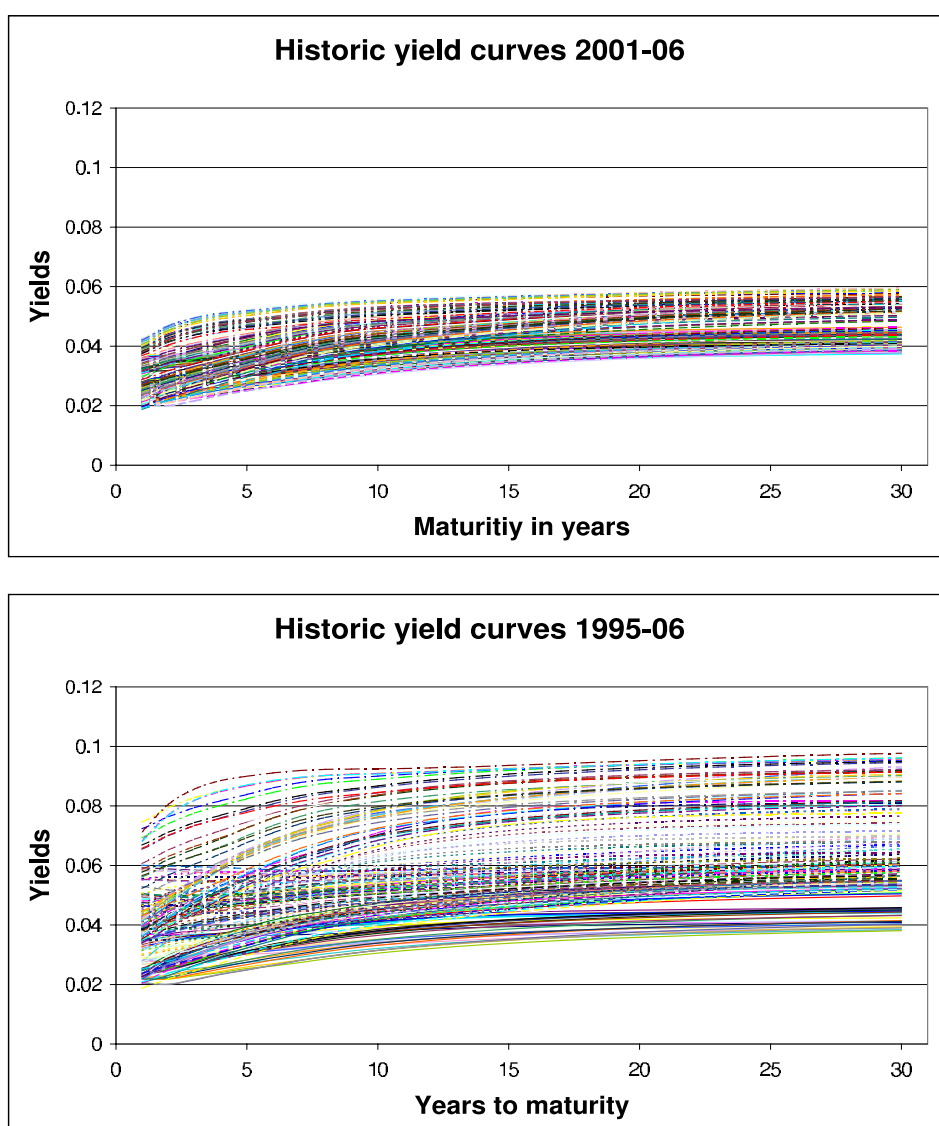 Historic yield curves 2001-06
0.12
0.1
0.08
0.06
0.04
0.02
0
Yields
0 5 10 15 20 25 30
Maturitiy in years
Historic yield curves 1995-06
0.12
0.1
0.08
0.06
0.04
0.02
0
Yields
0 5 10 15 20 25 30
Years to maturity